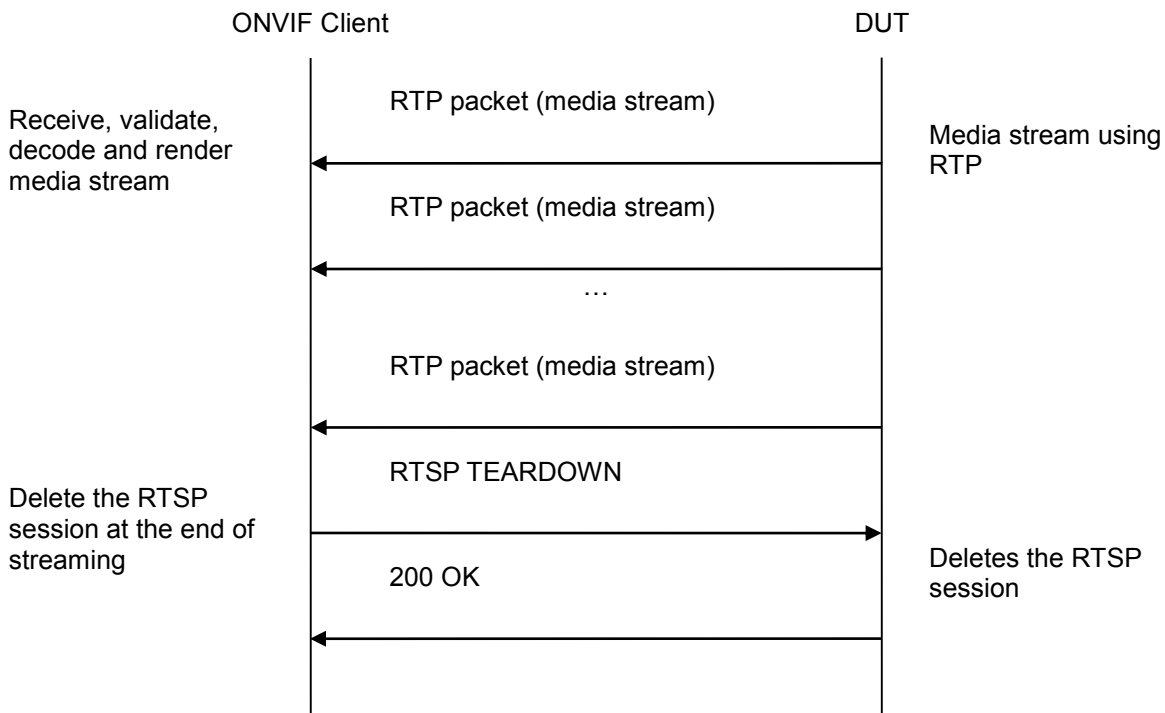 ONVIF Client
DUT
RTP packet (media stream)
Receive, validate,
decode and render
media stream
Media stream using
RTP
RTP packet (media stream)
…
RTP packet (media stream)
RTSP TEARDOWN
Delete the RTSP
session at the end of
streaming
200 OK
Deletes the RTSP
session